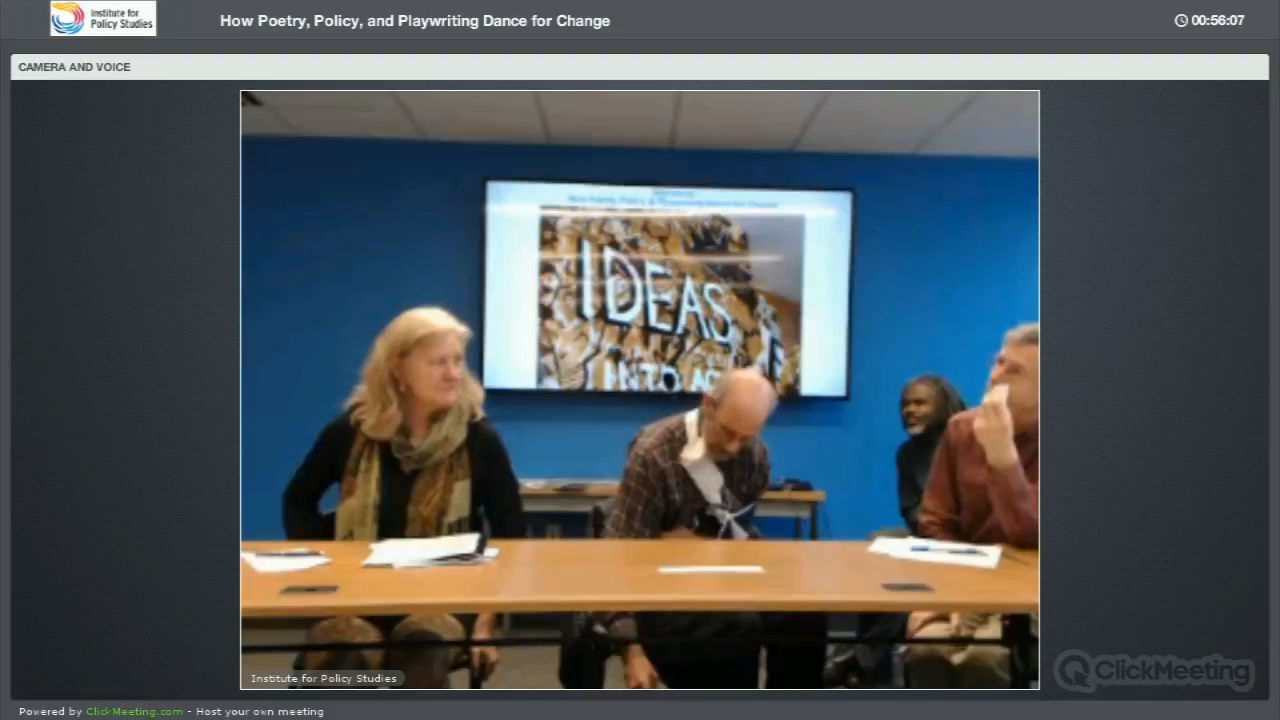 Institute for
Policy Studies
How Poetry, Policy, and Playwriting Dance for Change
00:56:07
CAMERA AND VOICE
How Poetry, Policy, & Playwriting Dance for Change
IDEAS
INTO AC
Institute for Policy Studies
ClickMeeting
Powered by ClickMeeting.com - Host your own meeting